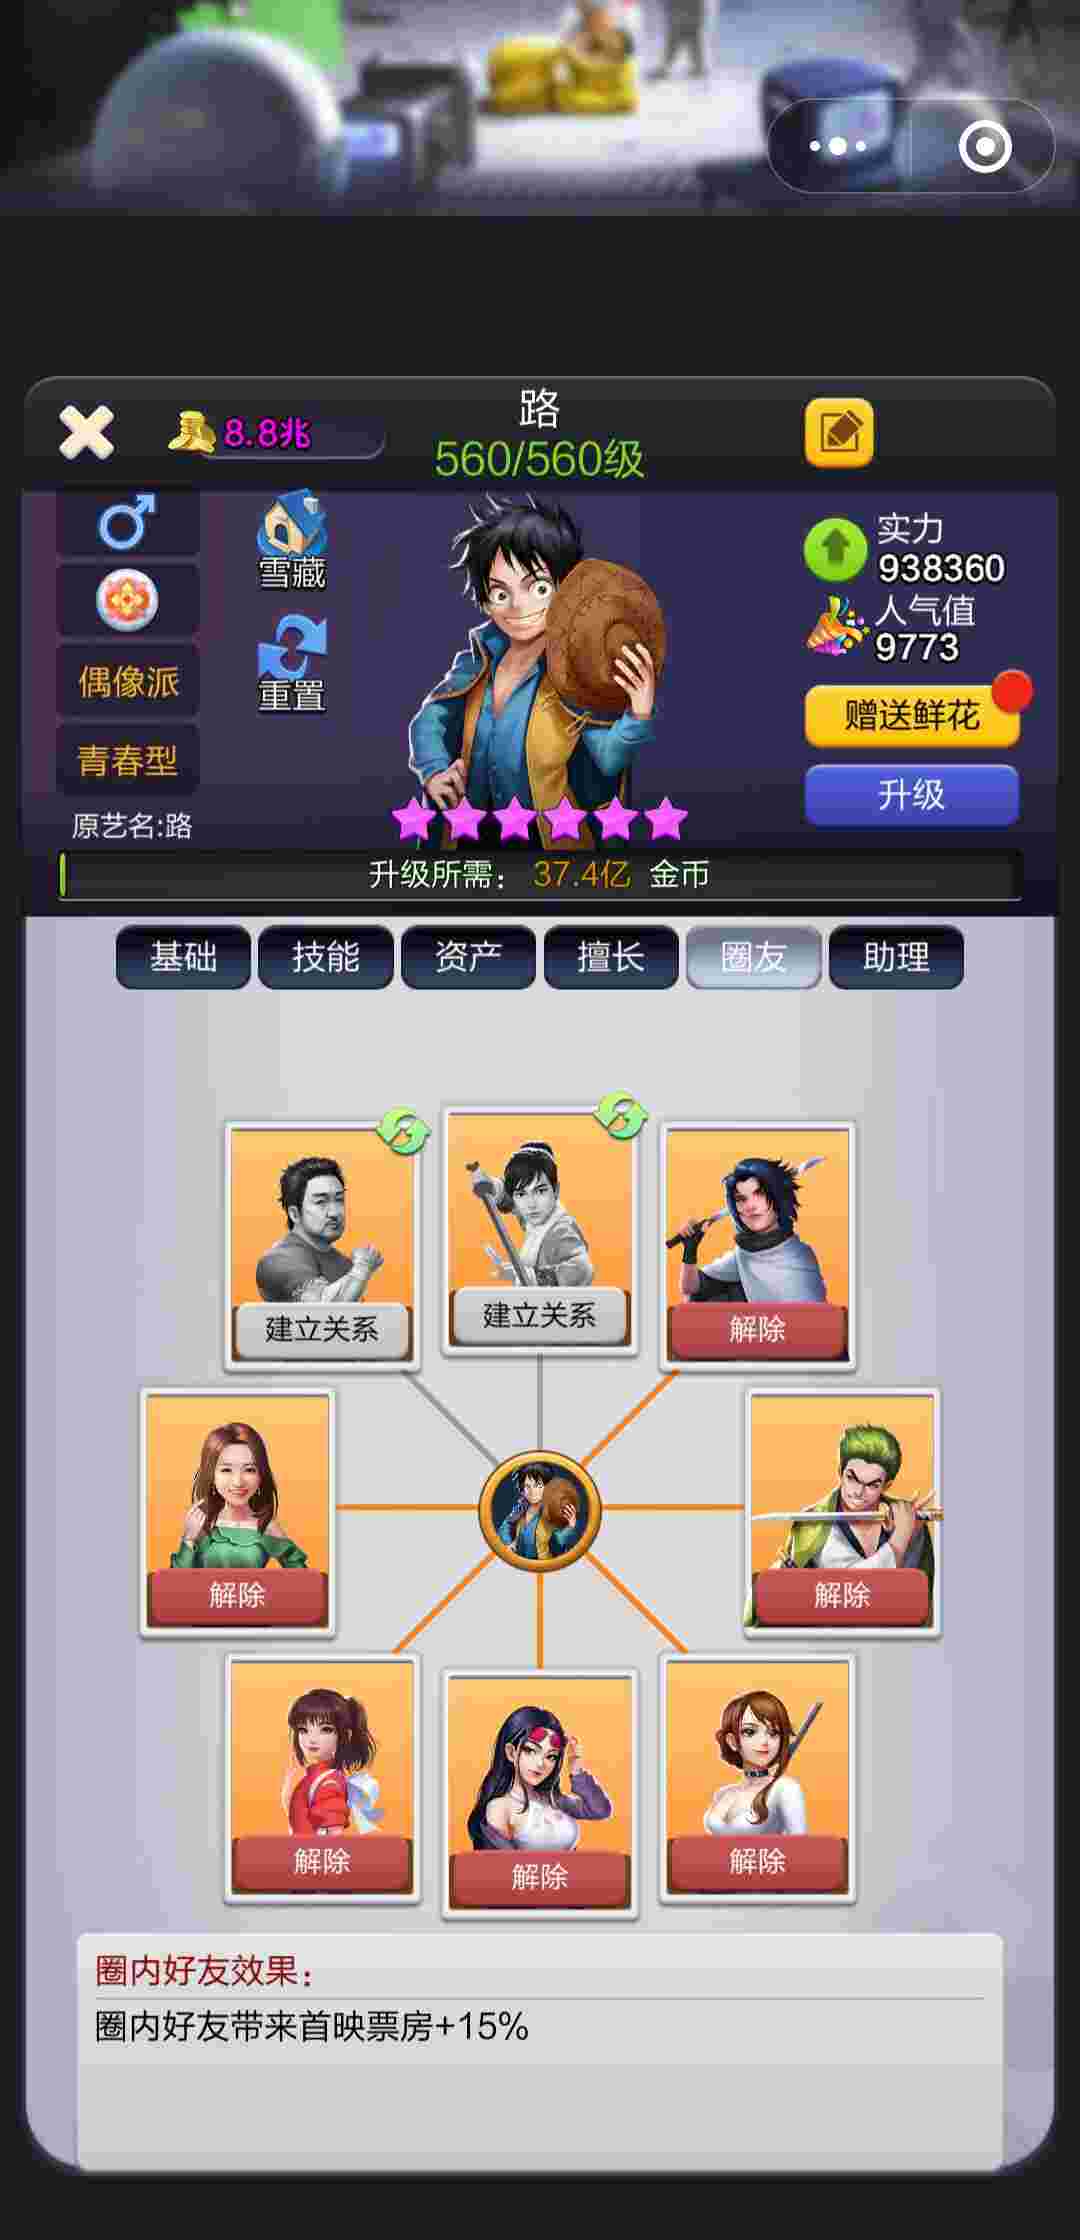 路
8.8兆
560/560级
雪藏
重置
偶像派
青春型
原艺名:路
实力
938360
人气值
9773
赠送鲜花
升级
升级所需： 37.4亿 金币
基础 技能 资产 擅长 圈友 助理
建立关系 建立关系 解除
解除 解除
解除 解除 解除
圈内好友效果：
圈内好友带来首映票房+15%